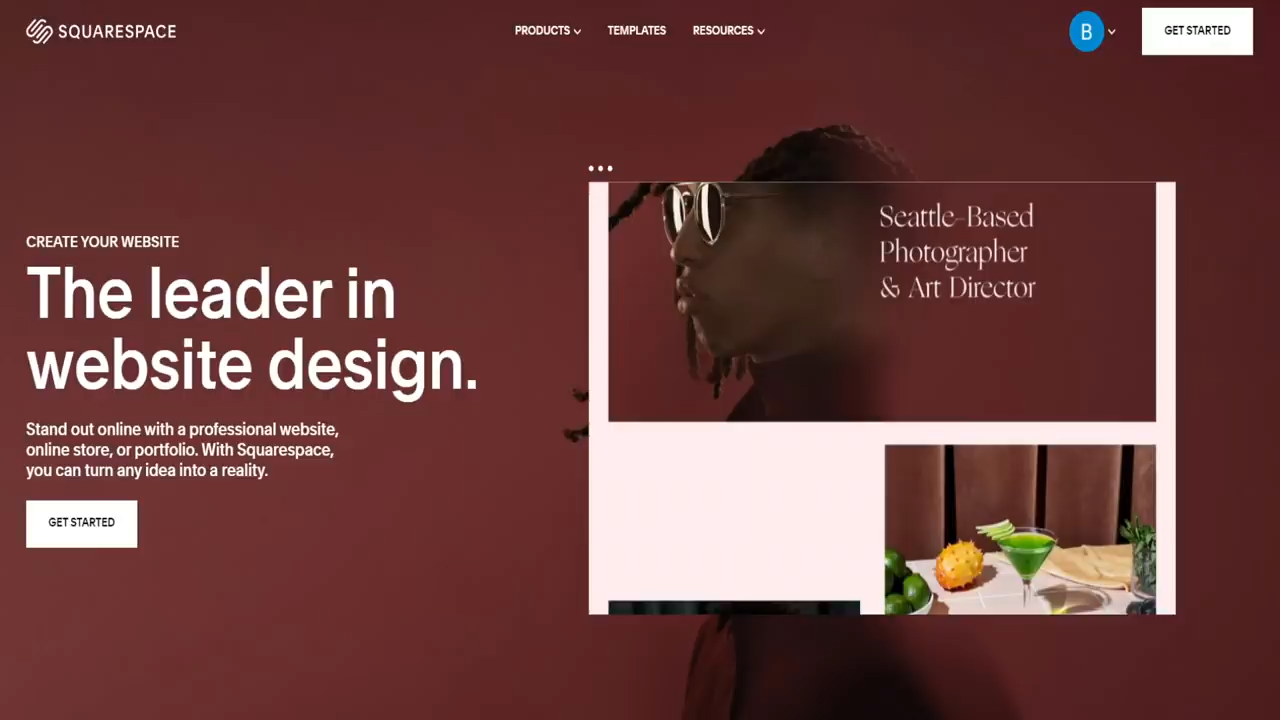 SQUARESPACE
PRODUCTS
TEMPLATES
RESOURCES
B
GET STARTED
CREATE YOUR WEBSITE
The leader in
website design.
Stand out online with a professional website,
online store, or portfolio. With Squarespace,
you can turn any idea into a reality.
GET STARTED
Seattle-Based
Photographer
& Art Director